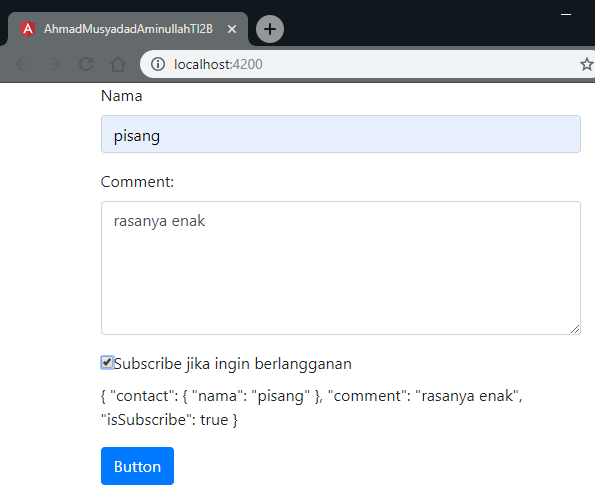 AhmadMusyadadAminullahTI2B
localhost:4200
Nama
pisang
Comment:
rasanya enak
Subscribe jika ingin berlangganan
{ "contact": { "nama": "pisang" }, "comment": "rasanya enak",
"isSubscribe": true }
Button